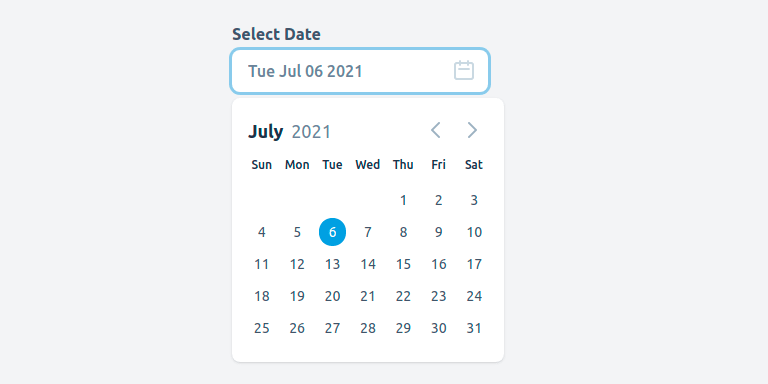 Select Date
Tue Jul 06 2021
July 2021
Sun Mon Tue Wed Thu Fri Sat
1 2 3
4 5 6 7 8 9 10
11 12 13 14 15 16 17
18 19 20 21 22 23 24
25 26 27 28 29 30 31